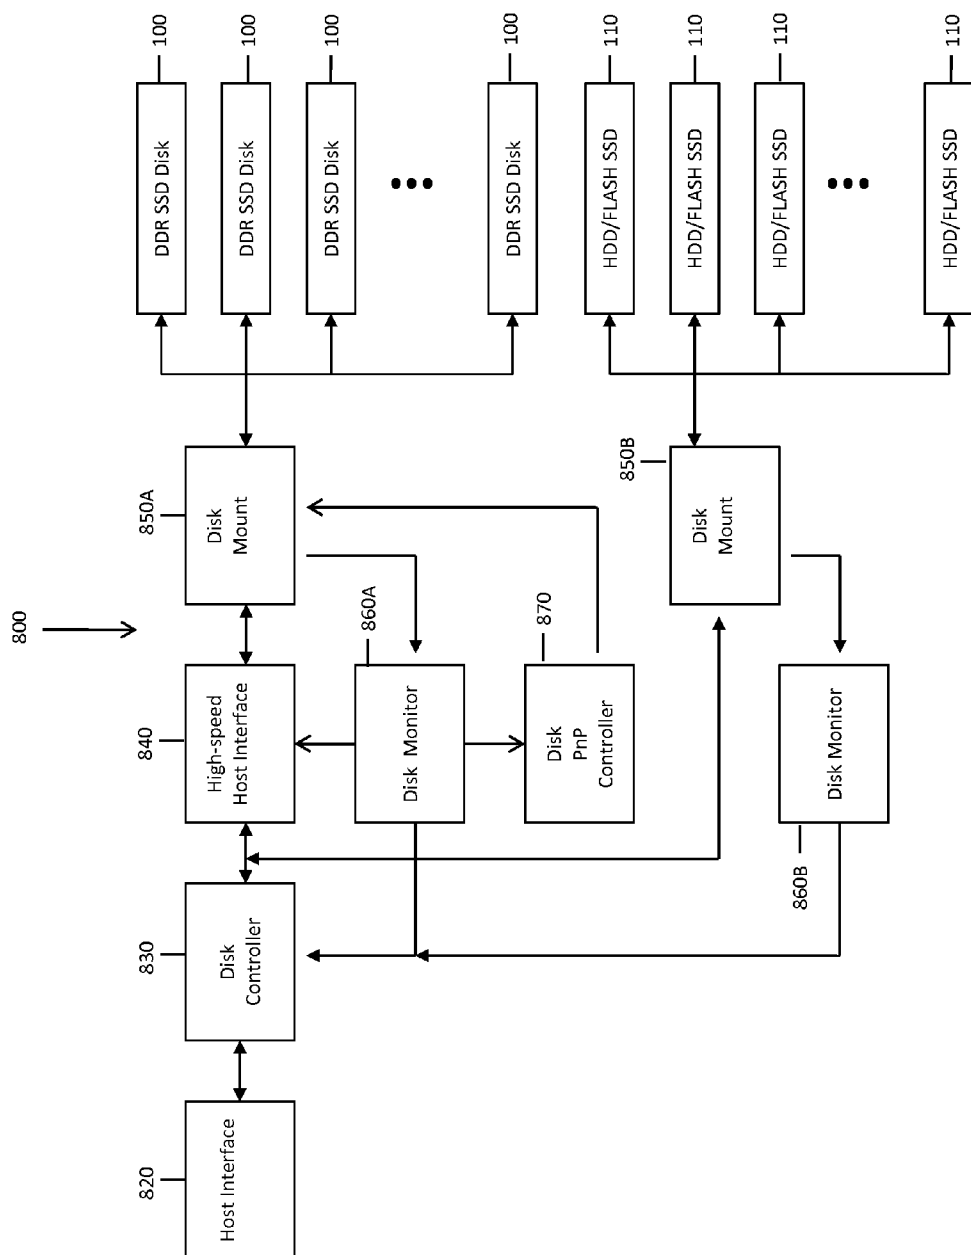 800
820
Host Interface
830
Disk
Controller
840
High-speed
Host Interface
850A
Disk
Mount
100
DDR SSD Disk
100
DDR SSD Disk
100
DDR SSD Disk
•••
100
DDR SSD Disk
860A
Disk Monitor
870
Disk
PnP
Controller
850B
Disk
Mount
860B
Disk Monitor
110
HDD/FLASH SSD
110
HDD/FLASH SSD
110
HDD/FLASH SSD
•••
110
HDD/FLASH SSD